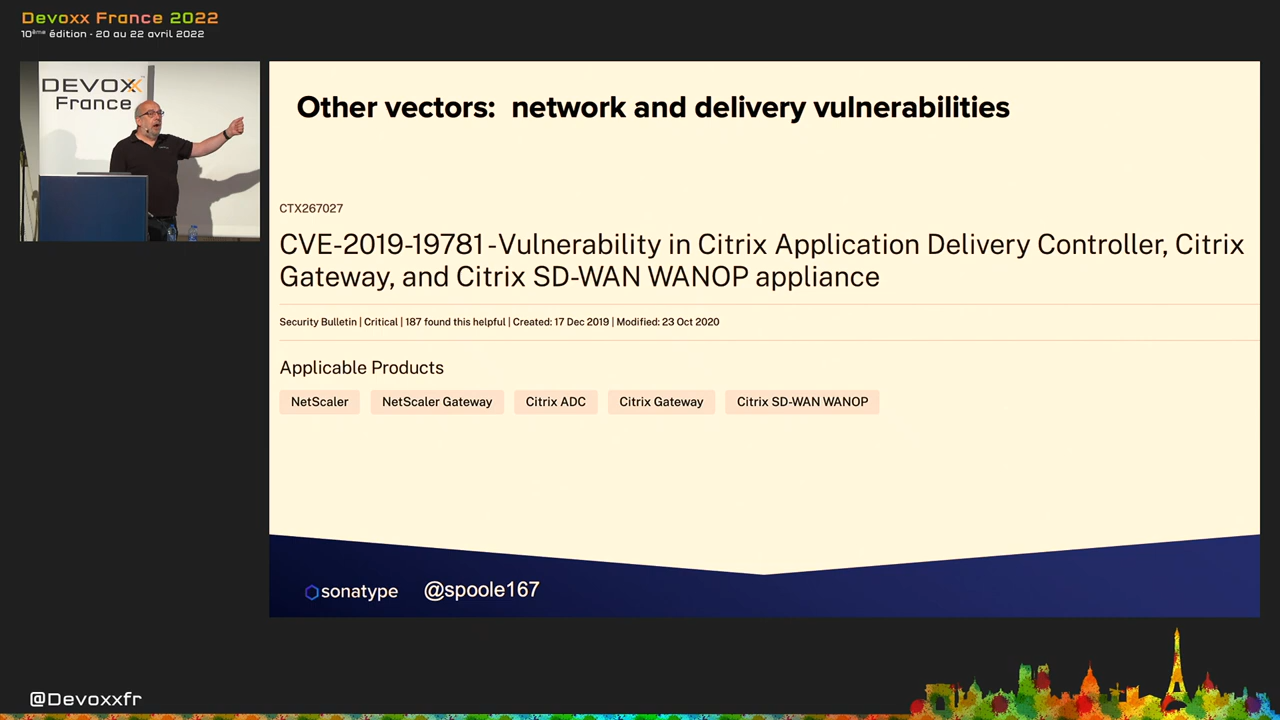 Devoxx France 2022
10ème édition - 20 au 22 avril 2022
DEVOXX
France
Other vectors: network and delivery vulnerabilities
CTX267027
CVE-2019-19781 - Vulnerability in Citrix Application Delivery Controller, Citrix
Gateway, and Citrix SD-WAN WANOP appliance
Security Bulletin | Critical | 187 found this helpful | Created: 17 Dec 2019 | Modified: 23 Oct 2020
Applicable Products
NetScaler NetScaler Gateway Citrix ADC Citrix Gateway Citrix SD-WAN WANOP
sonatype @spoole167
@Devoxxfr